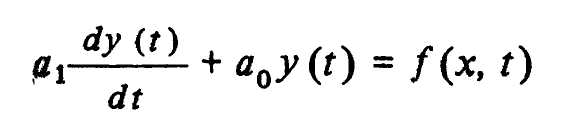 a₁ dy (t) / dt + a₀ y (t) = f (x, t)